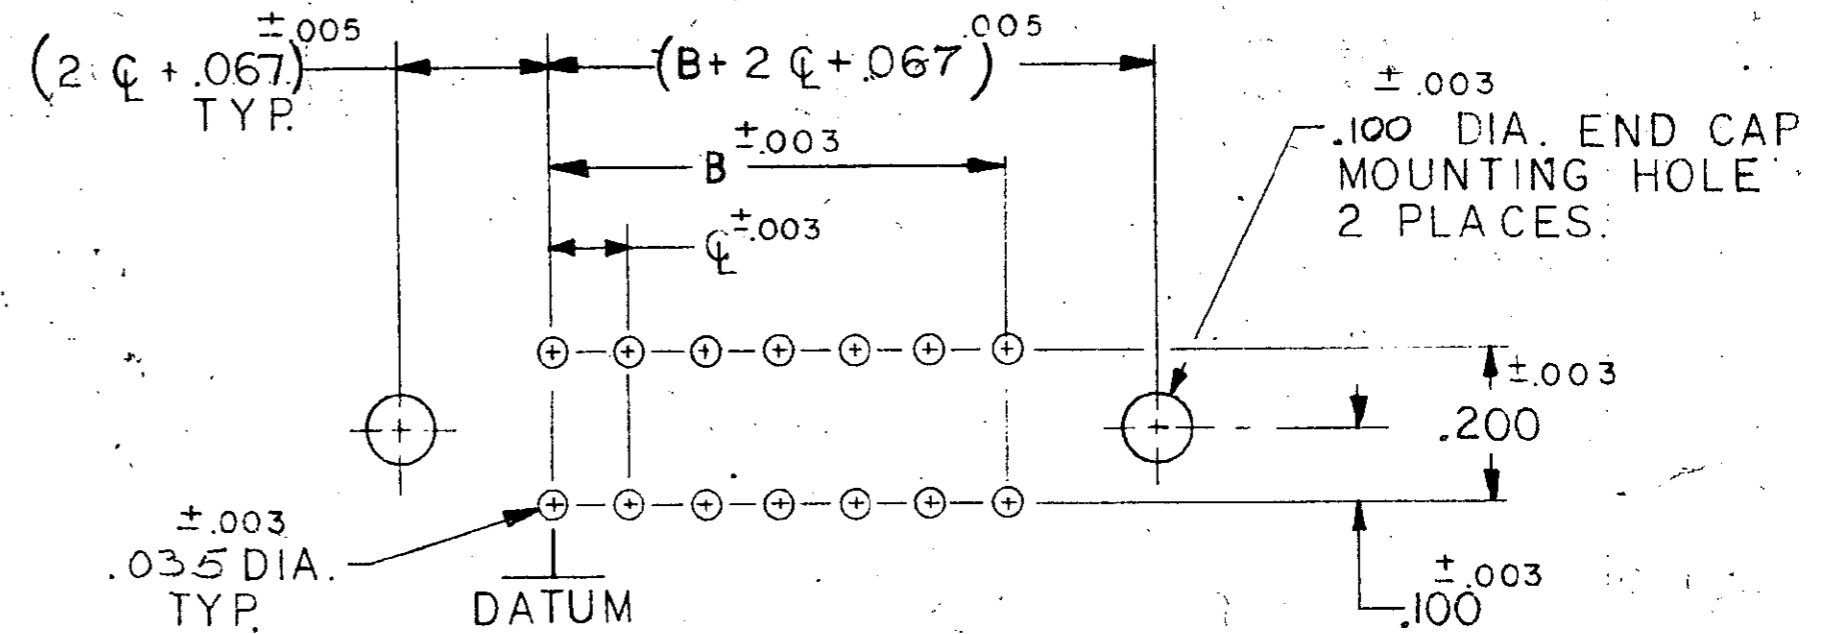 ±.005
(2 ℄ + .067)
TYP.
.005
(B+ 2 ℄ +.067)
±.003
B
±.003
℄
±.003
.100 DIA. END CAP
MOUNTING HOLE
2 PLACES.
±.003
.200
±.003
.035 DIA.
TYP.
DATUM
±.003
.100